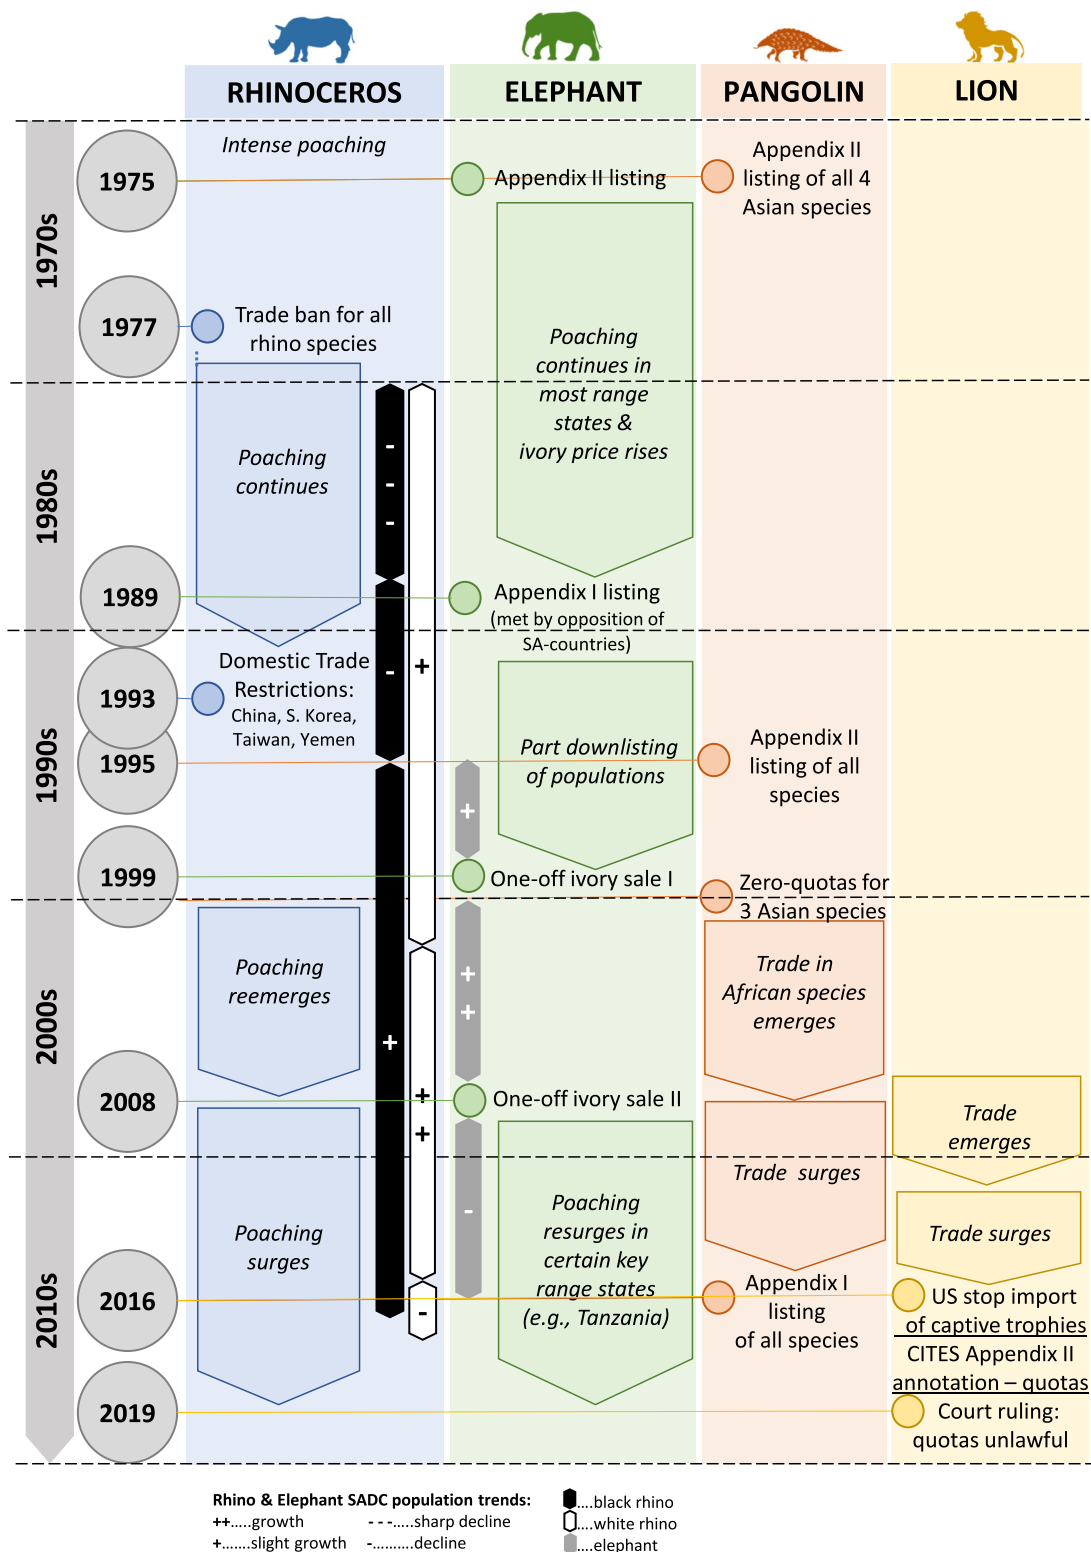 RHINOCEROS
ELEPHANT
PANGOLIN
LION
1970s
1980s
1990s
2000s
2010s
Intense poaching
1975
Appendix II listing
Appendix II
listing of all 4
Asian species
1977
Trade ban for all
rhino species
Poaching
continues in
most range
states &
ivory price rises
Poaching
continues
-
-
-
1989
Appendix I listing
(met by opposition of
SA-countries)
1993
Domestic Trade
Restrictions:
China, S. Korea,
Taiwan, Yemen
-
+
Part downlisting
of populations
1995
Appendix II
listing of all
species
+
1999
One-off ivory sale I
Zero-quotas for
3 Asian species
Poaching
reemerges
+
+
Trade in
African species
emerges
+
2008
+
+
One-off ivory sale II
Trade
emerges
Trade surges
Poaching
surges
-
Poaching
resurges in
certain key
range states
(e.g., Tanzania)
Trade surges
2016
-
Appendix I
listing
of all species
US stop import
of captive trophies
CITES Appendix II
annotation – quotas
2019
Court ruling:
quotas unlawful
Rhino & Elephant SADC population trends:
++.....growth
- - -.....sharp decline
+.......slight growth
-..........decline
....black rhino
....white rhino
....elephant